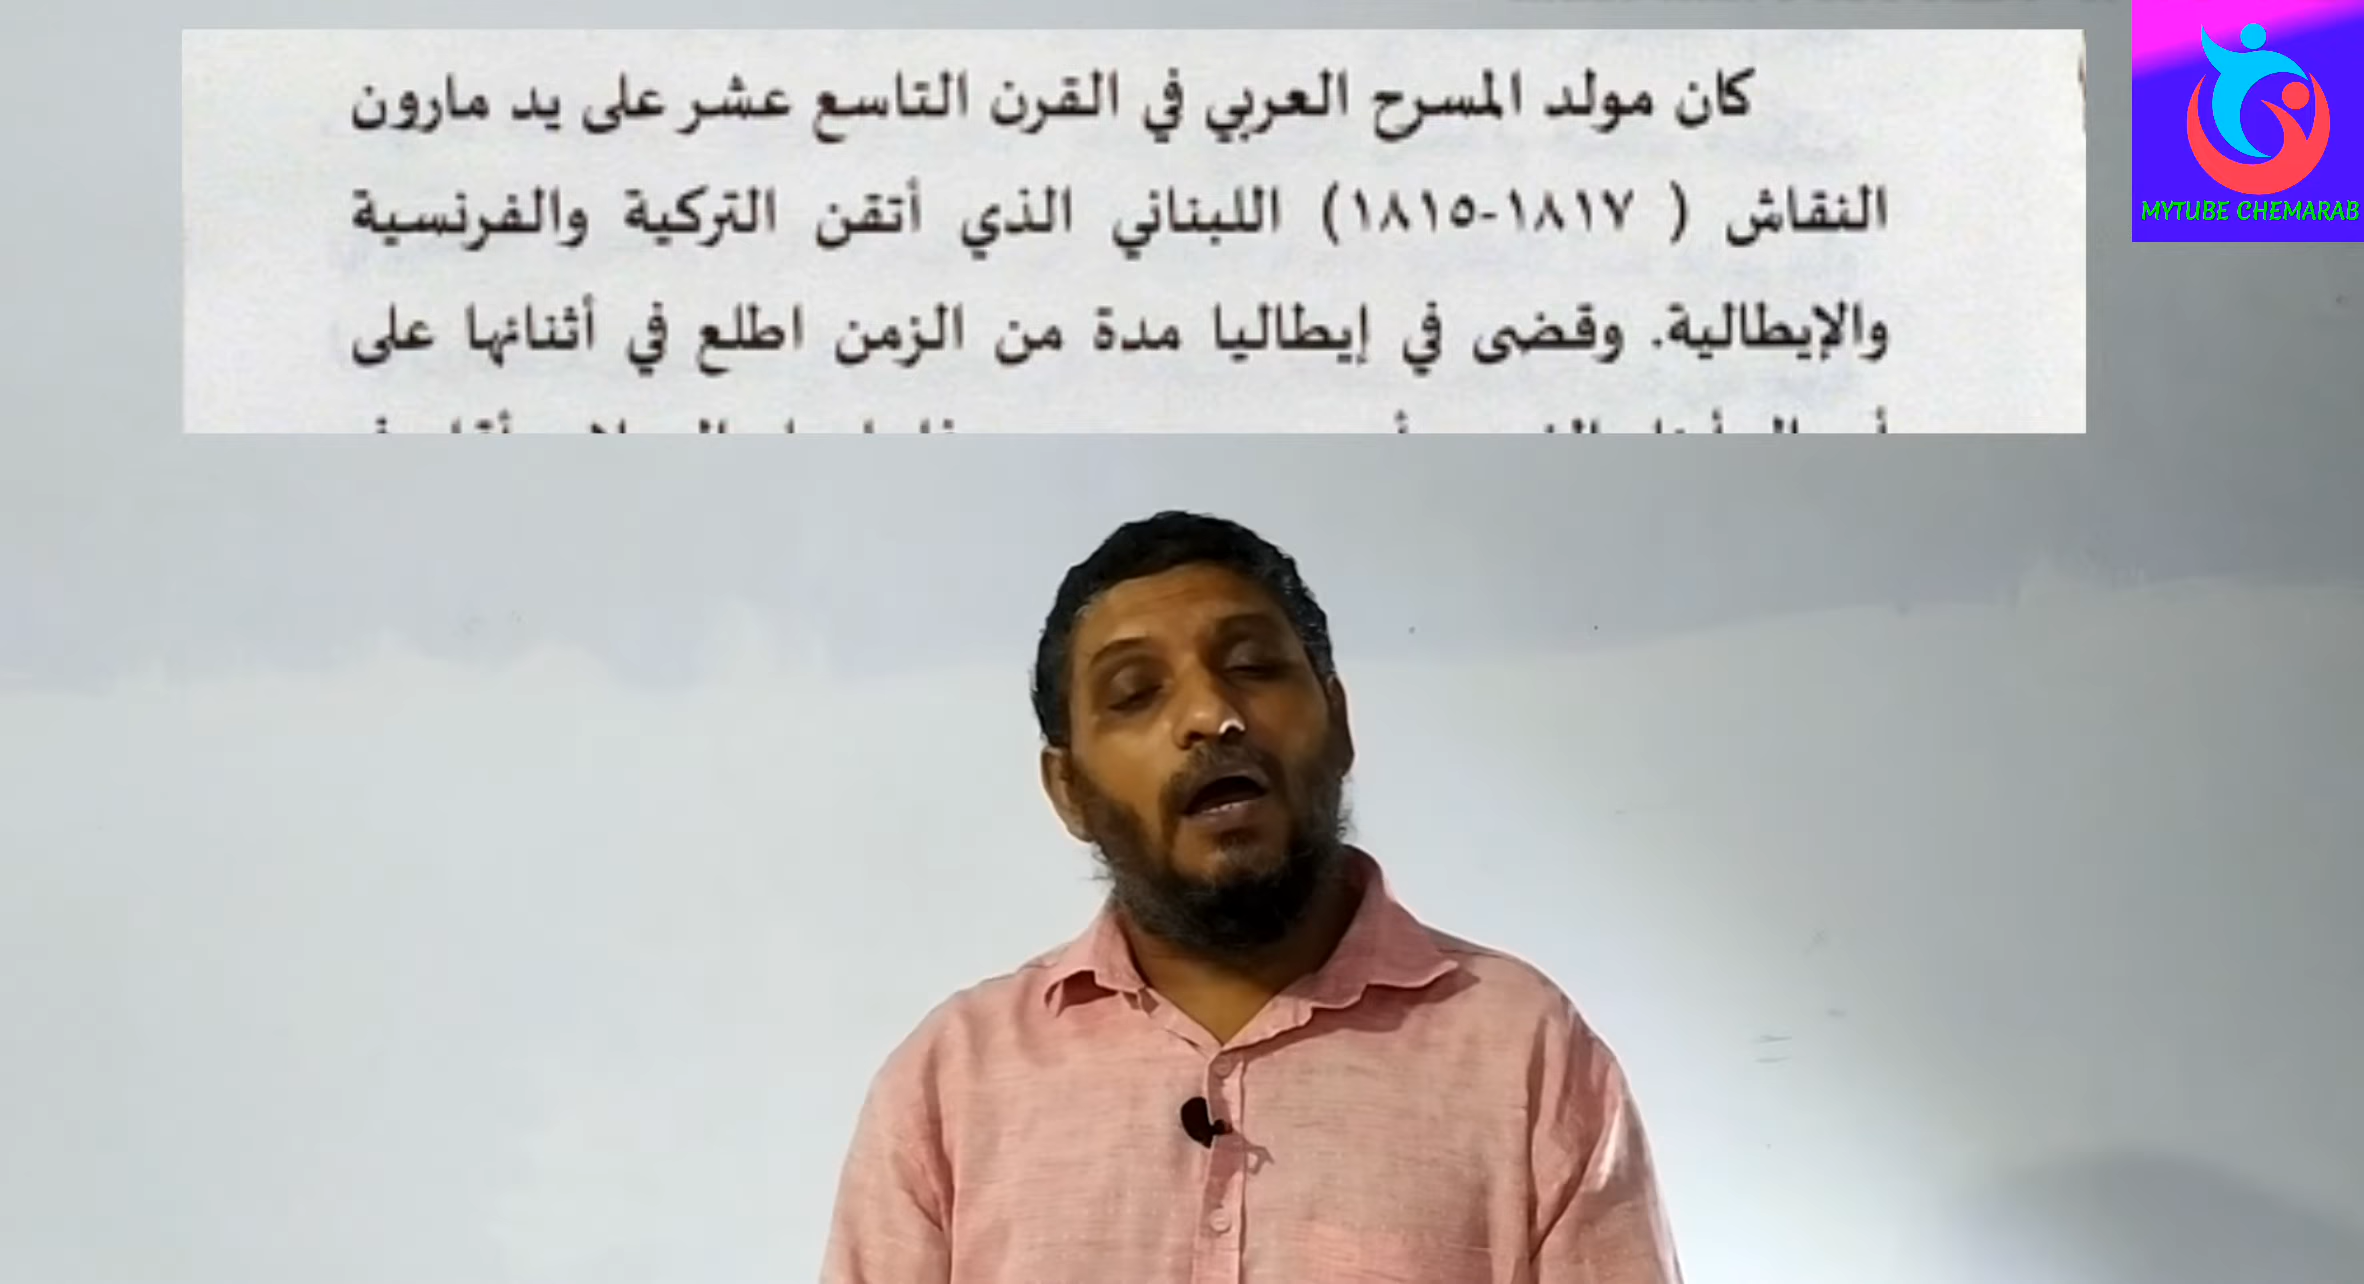 كان مولد المسرح العربي في القرن التاسع عشر على يد مارون
النقاش ( ١٨١٧-١٨١٥) اللبناني الذي أتقن التركية والفرنسية
والإيطالية. وقضى في إيطاليا مدة من الزمن اطلع في أثنائها على
MYTUBE CHEMARAB